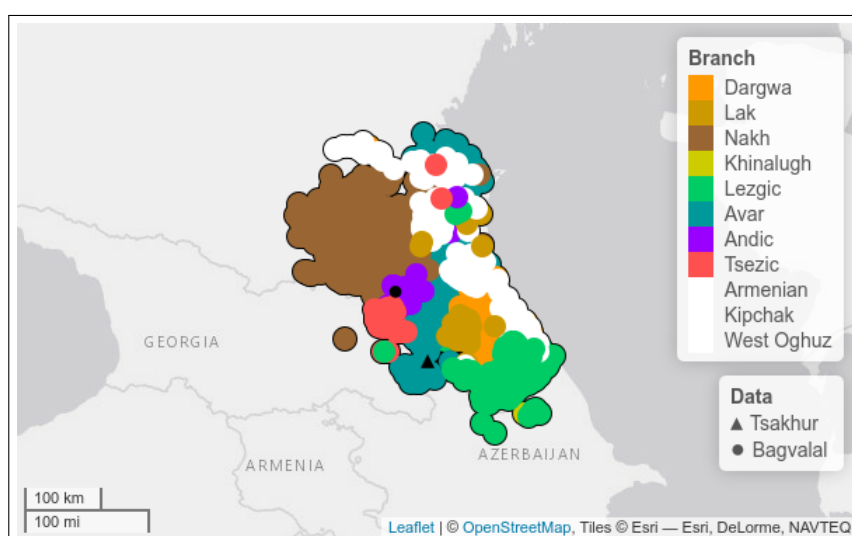 Branch
Dargwa
Lak
Nakh
Khinalugh
Lezgic
Avar
Andic
Tsezic
Armenian
Kipchak
West Oghuz
GEORGIA
Data
Tsakhur
Bagvalal
AZERBAIJAN
ARMENIA
100 km
100 mi
Leaflet | © OpenStreetMap, Tiles © Esri — Esri, DeLorme, NAVTEQ